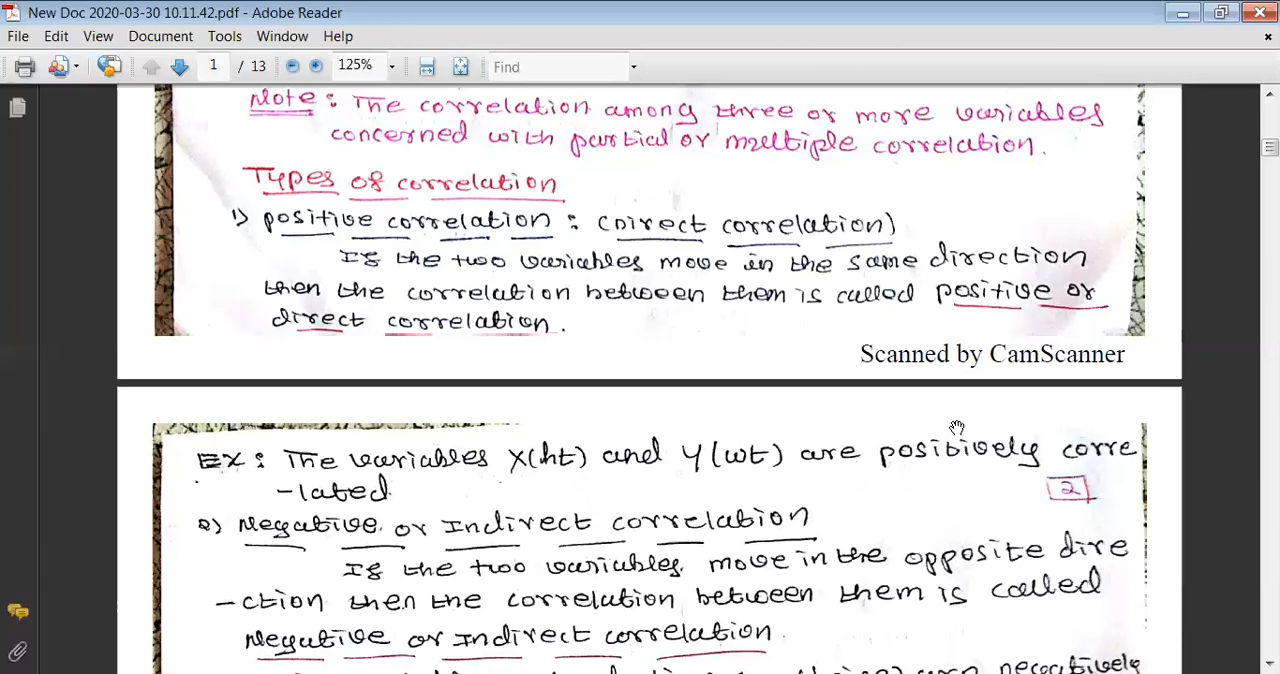 New Doc 2020-03-30 10.11.42.pdf - Adobe Reader
File Edit View Document Tools Window Help
1 / 13 125% Find
Note: The correlation among three or more variables
concerned with partial or multiple correlation.
Types of correlation
1) positive correlation : (Direct correlation)
If the two variables move in the same direction
then the correlation between them is called positive or
direct correlation.
Scanned by CamScanner
Ex: The variables X(ht) and Y(wt) are positively corre
-lated
2
2) Negative or Indirect correlation
If the two variables move in the opposite dire
-ction then the correlation between them is called
Negative or Indirect correlation.
negatively